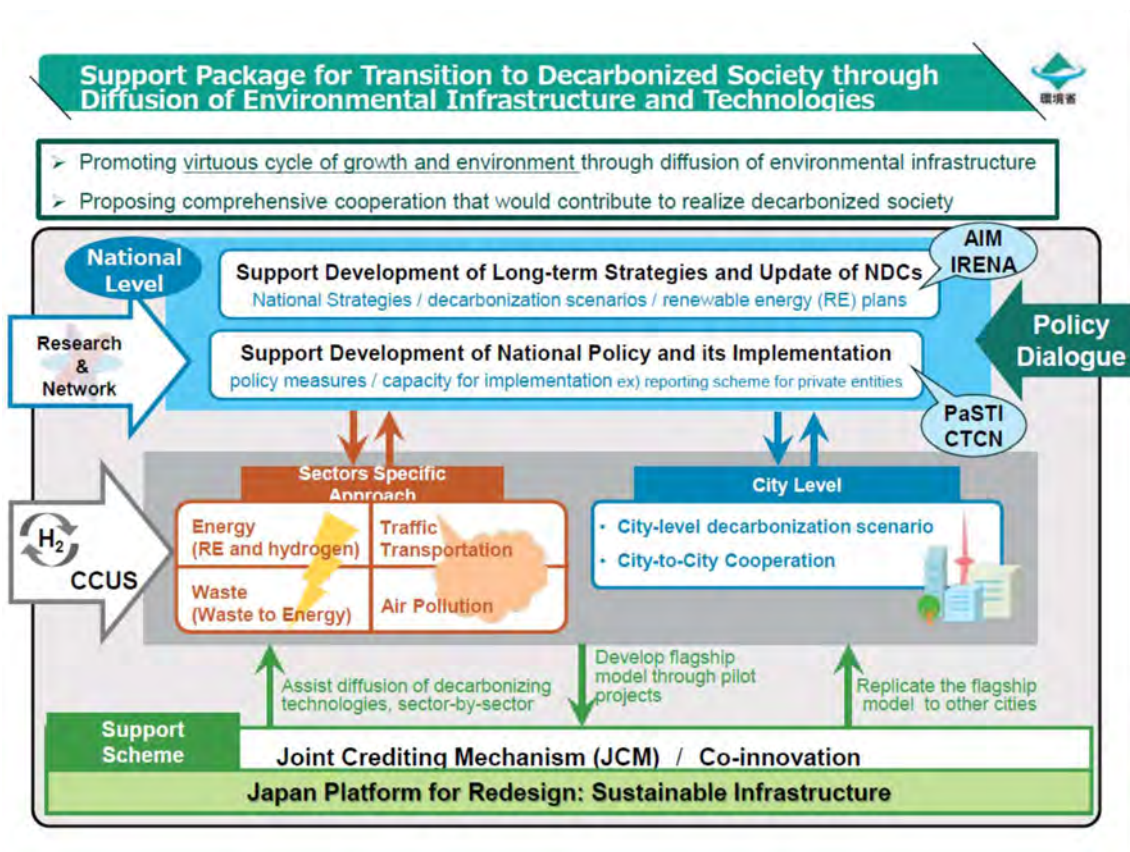 Support Package for Transition to Decarbonized Society through
Diffusion of Environmental Infrastructure and Technologies
環境省
➢ Promoting virtuous cycle of growth and environment through diffusion of environmental infrastructure
➢ Proposing comprehensive cooperation that would contribute to realize decarbonized society
National
Level
AIM
IRENA
Support Development of Long-term Strategies and Update of NDCs
National Strategies / decarbonization scenarios / renewable energy (RE) plans
Research
&
Network
Policy
Dialogue
Support Development of National Policy and its Implementation
policy measures / capacity for implementation ex) reporting scheme for private entities
PaSTI
CTCN
Sectors Specific
Approach
City Level
H2
CCUS
Energy
(RE and hydrogen)
Traffic
Transportation
Waste
(Waste to Energy)
Air Pollution
• City-level decarbonization scenario
• City-to-City Cooperation
Assist diffusion of decarbonizing
technologies, sector-by-sector
Develop flagship
model through pilot
projects
Replicate the flagship
model to other cities
Support
Scheme
Joint Crediting Mechanism (JCM) / Co-innovation
Japan Platform for Redesign: Sustainable Infrastructure